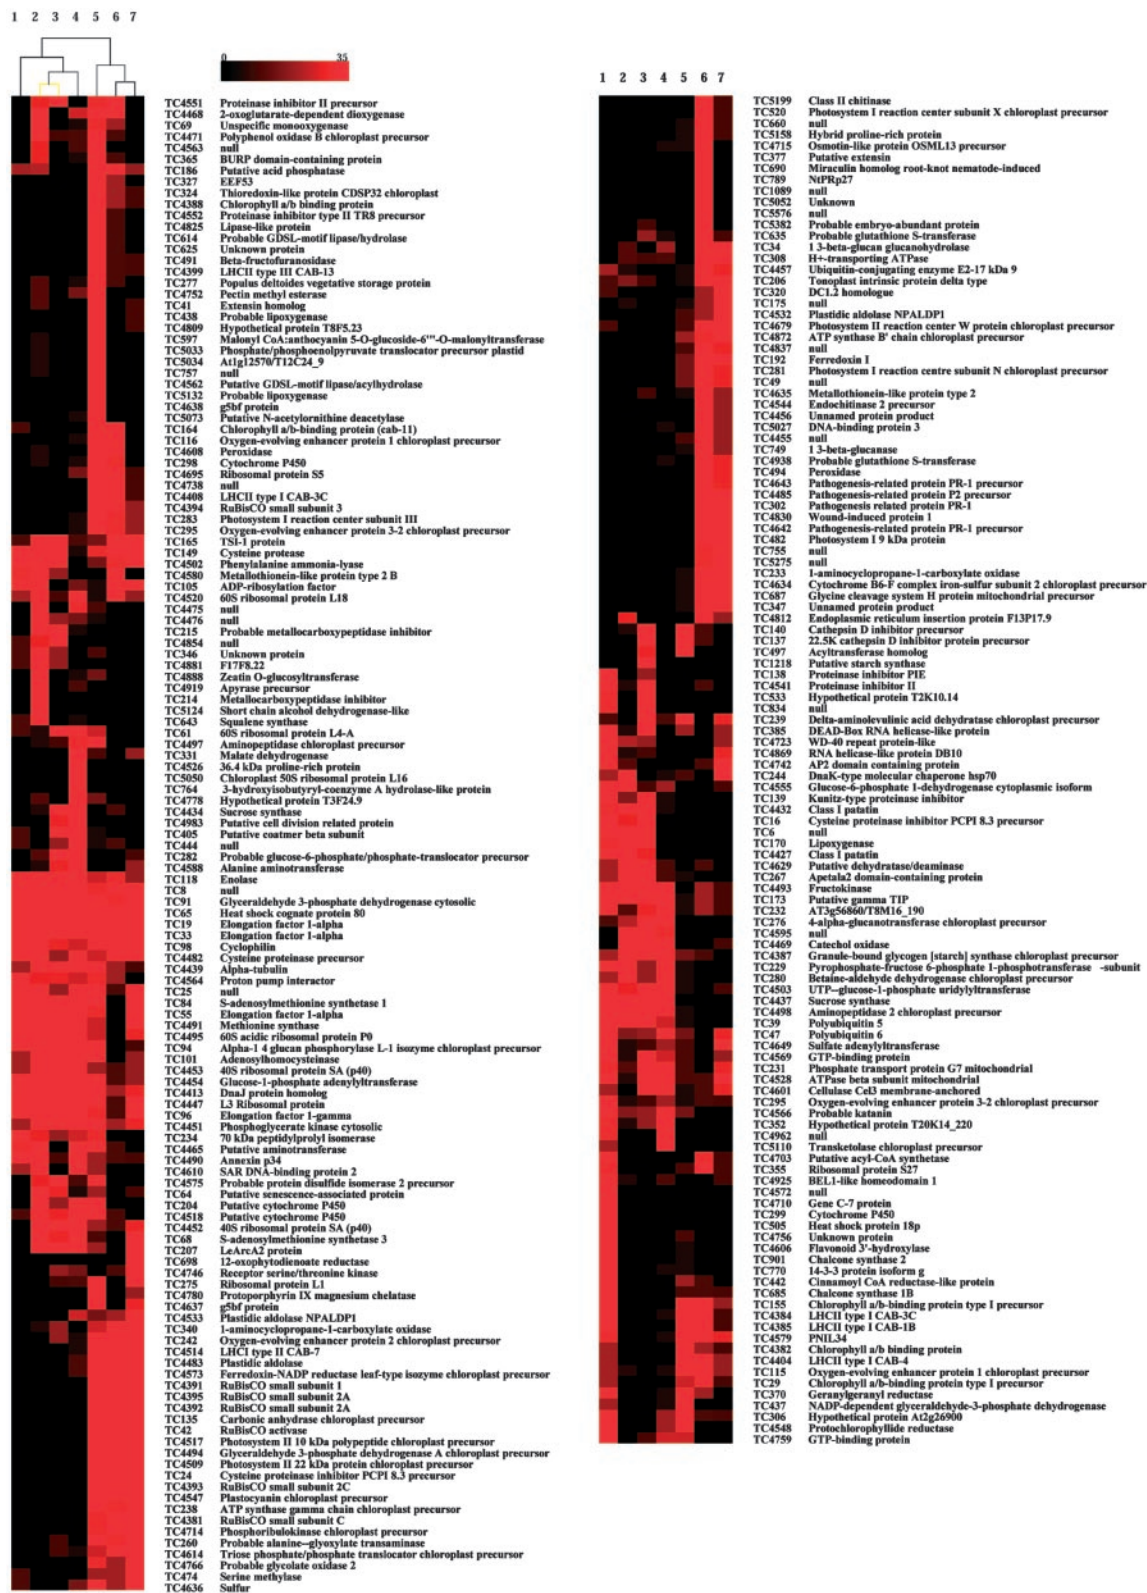 1 2 3 4 5 6 7
0 35
TC4551 Proteinase inhibitor II precursor
TC4468 2-oxoglutarate-dependent dioxygenase
TC69 Unspecific monooxygenase
TC4471 Polyphenol oxidase B chloroplast precursor
TC4563 null
TC365 BURP domain-containing protein
TC186 Putative acid phosphatase
TC327 EEF53
TC324 Thioredoxin-like protein CDSP32 chloroplast
TC4388 Chlorophyll a/b binding protein
TC4552 Proteinase inhibitor type II TR8 precursor
TC4825 Lipase-like protein
TC614 Probable GDSL-motif lipase/hydrolase
TC625 Unknown protein
TC491 Beta-fructofuranosidase
TC4399 LHCII type III CAB-13
TC277 Populus deltoides vegetative storage protein
TC4752 Pectin methyl esterase
TC41 Extensin homolog
TC438 Probable lipoxygenase
TC4809 Hypothetical protein T8F5.23
TC597 Malonyl CoA:anthocyanin 5-O-glucoside-6'''-O-malonyltransferase
TC5033 Phosphate/phosphoenolpyruvate translocator precursor plastid
TC5034 At1g12570/T12C24_9
TC757 null
TC4562 Putative GDSL-motif lipase/acylhydrolase
TC5132 Probable lipoxygenase
TC4638 g5bf protein
TC5073 Putative N-acetylornithine deacetylase
TC164 Chlorophyll a/b-binding protein (cab-11)
TC116 Oxygen-evolving enhancer protein 1 chloroplast precursor
TC4608 Peroxidase
TC298 Cytochrome P450
TC4695 Ribosomal protein S5
TC4738 null
TC4408 LHCII type I CAB-3C
TC4394 RuBisCO small subunit 3
TC283 Photosystem I reaction center subunit III
TC295 Oxygen-evolving enhancer protein 3-2 chloroplast precursor
TC165 TSI-1 protein
TC149 Cysteine protease
TC4502 Phenylalanine ammonia-lyase
TC4580 Metallothionein-like protein type 2 B
TC105 ADP-ribosylation factor
TC4520 60S ribosomal protein L18
TC4475 null
TC4476 null
TC215 Probable metallocarboxypeptidase inhibitor
TC4854 null
TC346 Unknown protein
TC4881 F17F8.22
TC4888 Zeatin O-glucosyltransferase
TC4919 Apyrase precursor
TC214 Metallocarboxypeptidase inhibitor
TC5124 Short chain alcohol dehydrogenase-like
TC643 Squalene synthase
TC61 60S ribosomal protein L4-A
TC4497 Aminopeptidase chloroplast precursor
TC331 Malate dehydrogenase
TC4526 36.4 kDa proline-rich protein
TC5050 Chloroplast 50S ribosomal protein L16
TC764 3-hydroxyisobutyryl-coenzyme A hydrolase-like protein
TC4778 Hypothetical protein T3F24.9
TC4434 Sucrose synthase
TC4983 Putative cell division related protein
TC405 Putative coatmer beta subunit
TC444 null
TC282 Probable glucose-6-phosphate/phosphate-translocator precursor
TC4588 Alanine aminotransferase
TC118 Enolase
TC8 null
TC91 Glyceraldehyde 3-phosphate dehydrogenase cytosolic
TC65 Heat shock cognate protein 80
TC19 Elongation factor 1-alpha
TC33 Elongation factor 1-alpha
TC98 Cyclophilin
TC4482 Cysteine proteinase precursor
TC4439 Alpha-tubulin
TC4564 Proton pump interactor
TC25 null
TC84 S-adenosylmethionine synthetase 1
TC55 Elongation factor 1-alpha
TC4491 Methionine synthase
TC4495 60S acidic ribosomal protein P0
TC94 Alpha-1 4 glucan phosphorylase L-1 isozyme chloroplast precursor
TC101 Adenosylhomocysteinase
TC4453 40S ribosomal protein SA (p40)
TC4454 Glucose-1-phosphate adenylyltransferase
TC4413 DnaJ protein homolog
TC4447 L3 Ribosomal protein
TC96 Elongation factor 1-gamma
TC4451 Phosphoglycerate kinase cytosolic
TC234 70 kDa peptidylprolyl isomerase
TC4465 Putative aminotransferase
TC4490 Annexin p34
TC4610 SAR DNA-binding protein 2
TC4575 Probable protein disulfide isomerase 2 precursor
TC64 Putative senescence-associated protein
TC204 Putative cytochrome P450
TC4518 Putative cytochrome P450
TC4452 40S ribosomal protein SA (p40)
TC68 S-adenosylmethionine synthetase 3
TC207 LeArcA2 protein
TC698 12-oxophytodienoate reductase
TC4746 Receptor serine/threonine kinase
TC275 Ribosomal protein L1
TC4780 Protoporphyrin IX magnesium chelatase
TC4637 g5bf protein
TC4533 Plastidic aldolase NPALDP1
TC340 1-aminocyclopropane-1-carboxylate oxidase
TC242 Oxygen-evolving enhancer protein 2 chloroplast precursor
TC4514 LHCI type II CAB-7
TC4483 Plastidic aldolase
TC4573 Ferredoxin-NADP reductase leaf-type isozyme chloroplast precursor
TC4391 RuBisCO small subunit 1
TC4395 RuBisCO small subunit 2A
TC4392 RuBisCO small subunit 2A
TC135 Carbonic anhydrase chloroplast precursor
TC42 RuBisCO activase
TC4517 Photosystem II 10 kDa polypeptide chloroplast precursor
TC4494 Glyceraldehyde 3-phosphate dehydrogenase A chloroplast precursor
TC4509 Photosystem II 22 kDa protein chloroplast precursor
TC24 Cysteine proteinase inhibitor PCPI 8.3 precursor
TC4393 RuBisCO small subunit 2C
TC4547 Plastocyanin chloroplast precursor
TC238 ATP synthase gamma chain chloroplast precursor
TC4381 RuBisCO small subunit C
TC4714 Phosphoribulokinase chloroplast precursor
TC260 Probable alanine--glyoxylate transaminase
TC4614 Triose phosphate/phosphate translocator chloroplast precursor
TC4766 Probable glycolate oxidase 2
TC474 Serine methylase
TC4636 Sulfur
1 2 3 4 5 6 7
TC5199 Class II chitinase
TC520 Photosystem I reaction center subunit X chloroplast precursor
TC660 null
TC5158 Hybrid proline-rich protein
TC4715 Osmotin-like protein OSML13 precursor
TC377 Putative extensin
TC690 Miraculin homolog root-knot nematode-induced
TC789 NtPRp27
TC1089 null
TC5052 Unknown
TC5576 null
TC5382 Probable embryo-abundant protein
TC635 Probable glutathione S-transferase
TC34 1 3-beta-glucan glucanohydrolase
TC308 H+-transporting ATPase
TC4457 Ubiquitin-conjugating enzyme E2-17 kDa 9
TC206 Tonoplast intrinsic protein delta type
TC320 DC1.2 homologue
TC175 null
TC4532 Plastidic aldolase NPALDP1
TC4679 Photosystem II reaction center W protein chloroplast precursor
TC4872 ATP synthase B' chain chloroplast precursor
TC4837 null
TC192 Ferredoxin I
TC281 Photosystem I reaction centre subunit N chloroplast precursor
TC49 null
TC4635 Metallothionein-like protein type 2
TC4544 Endochitinase 2 precursor
TC4456 Unnamed protein product
TC5027 DNA-binding protein 3
TC4455 null
TC749 1 3-beta-glucanase
TC4938 Probable glutathione S-transferase
TC494 Peroxidase
TC4643 Pathogenesis-related protein PR-1 precursor
TC4485 Pathogenesis-related protein P2 precursor
TC302 Pathogenesis related protein PR-1
TC4830 Wound-induced protein 1
TC4642 Pathogenesis-related protein PR-1 precursor
TC482 Photosystem I 9 kDa protein
TC755 null
TC5275 null
TC233 1-aminocyclopropane-1-carboxylate oxidase
TC4634 Cytochrome B6-F complex iron-sulfur subunit 2 chloroplast precursor
TC687 Glycine cleavage system H protein mitochondrial precursor
TC347 Unnamed protein product
TC4812 Endoplasmic reticulum insertion protein F13P17.9
TC140 Cathepsin D inhibitor precursor
TC137 22.5K cathepsin D inhibitor protein precursor
TC497 Acyltransferase homolog
TC1218 Putative starch synthase
TC138 Proteinase inhibitor PIE
TC4541 Proteinase inhibitor II
TC533 Hypothetical protein T2K10.14
TC834 null
TC239 Delta-aminolevulinic acid dehydratase chloroplast precursor
TC385 DEAD-Box RNA helicase-like protein
TC4723 WD-40 repeat protein-like
TC4869 RNA helicase-like protein DB10
TC4742 AP2 domain containing protein
TC244 DnaK-type molecular chaperone hsp70
TC4555 Glucose-6-phosphate 1-dehydrogenase cytoplasmic isoform
TC139 Kunitz-type proteinase inhibitor
TC4432 Class I patatin
TC16 Cysteine proteinase inhibitor PCPI 8.3 precursor
TC6 null
TC170 Lipoxygenase
TC4427 Class I patatin
TC4629 Putative dehydratase/deaminase
TC267 Apetala2 domain-containing protein
TC4493 Fructokinase
TC173 Putative gamma TIP
TC232 AT3g56860/T8M16_190
TC276 4-alpha-glucanotransferase chloroplast precursor
TC4595 null
TC4469 Catechol oxidase
TC4387 Granule-bound glycogen [starch] synthase chloroplast precursor
TC229 Pyrophosphate-fructose 6-phosphate 1-phosphotransferase -subunit
TC280 Betaine-aldehyde dehydrogenase chloroplast precursor
TC4503 UTP--glucose-1-phosphate uridylyltransferase
TC4437 Sucrose synthase
TC4498 Aminopeptidase 2 chloroplast precursor
TC39 Polyubiquitin 5
TC47 Polyubiquitin 6
TC4649 Sulfate adenylyltransferase
TC4569 GTP-binding protein
TC231 Phosphate transport protein G7 mitochondrial
TC4528 ATPase beta subunit mitochondrial
TC4601 Cellulase Cel3 membrane-anchored
TC295 Oxygen-evolving enhancer protein 3-2 chloroplast precursor
TC4566 Probable katanin
TC352 Hypothetical protein T20K14_220
TC4962 null
TC5110 Transketolase chloroplast precursor
TC4703 Putative acyl-CoA synthetase
TC355 Ribosomal protein S27
TC4925 BEL1-like homeodomain 1
TC4572 null
TC4710 Gene C-7 protein
TC299 Cytochrome P450
TC505 Heat shock protein 18p
TC4756 Unknown protein
TC4606 Flavonoid 3'-hydroxylase
TC901 Chalcone synthase 2
TC770 14-3-3 protein isoform g
TC442 Cinnamoyl CoA reductase-like protein
TC685 Chalcone synthase 1B
TC155 Chlorophyll a/b-binding protein type I precursor
TC4384 LHCII type I CAB-3C
TC4385 LHCII type I CAB-1B
TC4579 PNIL34
TC4382 Chlorophyll a/b binding protein
TC4404 LHCII type I CAB-4
TC115 Oxygen-evolving enhancer protein 1 chloroplast precursor
TC29 Chlorophyll a/b-binding protein type I precursor
TC370 Geranylgeranyl reductase
TC437 NADP-dependent glyceraldehyde-3-phosphate dehydrogenase
TC306 Hypothetical protein At2g26900
TC4548 Protochlorophyllide reductase
TC4759 GTP-binding protein